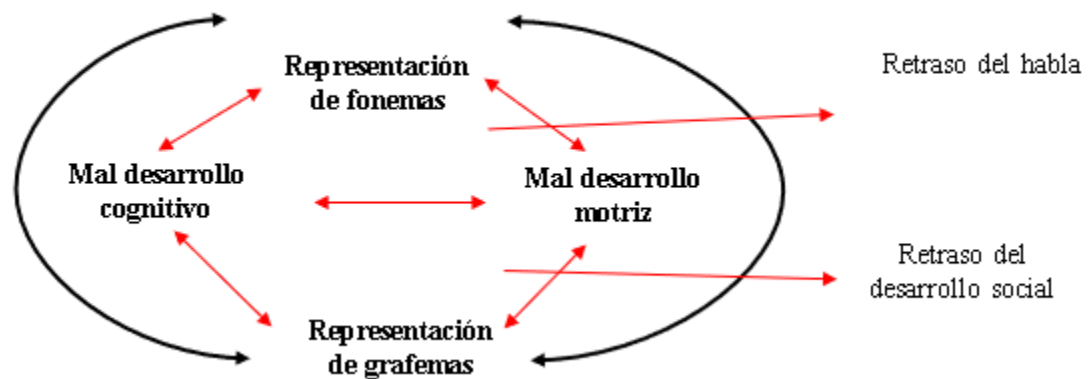 Representación
de fonemas
Retraso del habla
Mal desarrollo
cognitivo
Mal desarrollo
motriz
Retraso del
desarrollo social
Representación
de grafemas